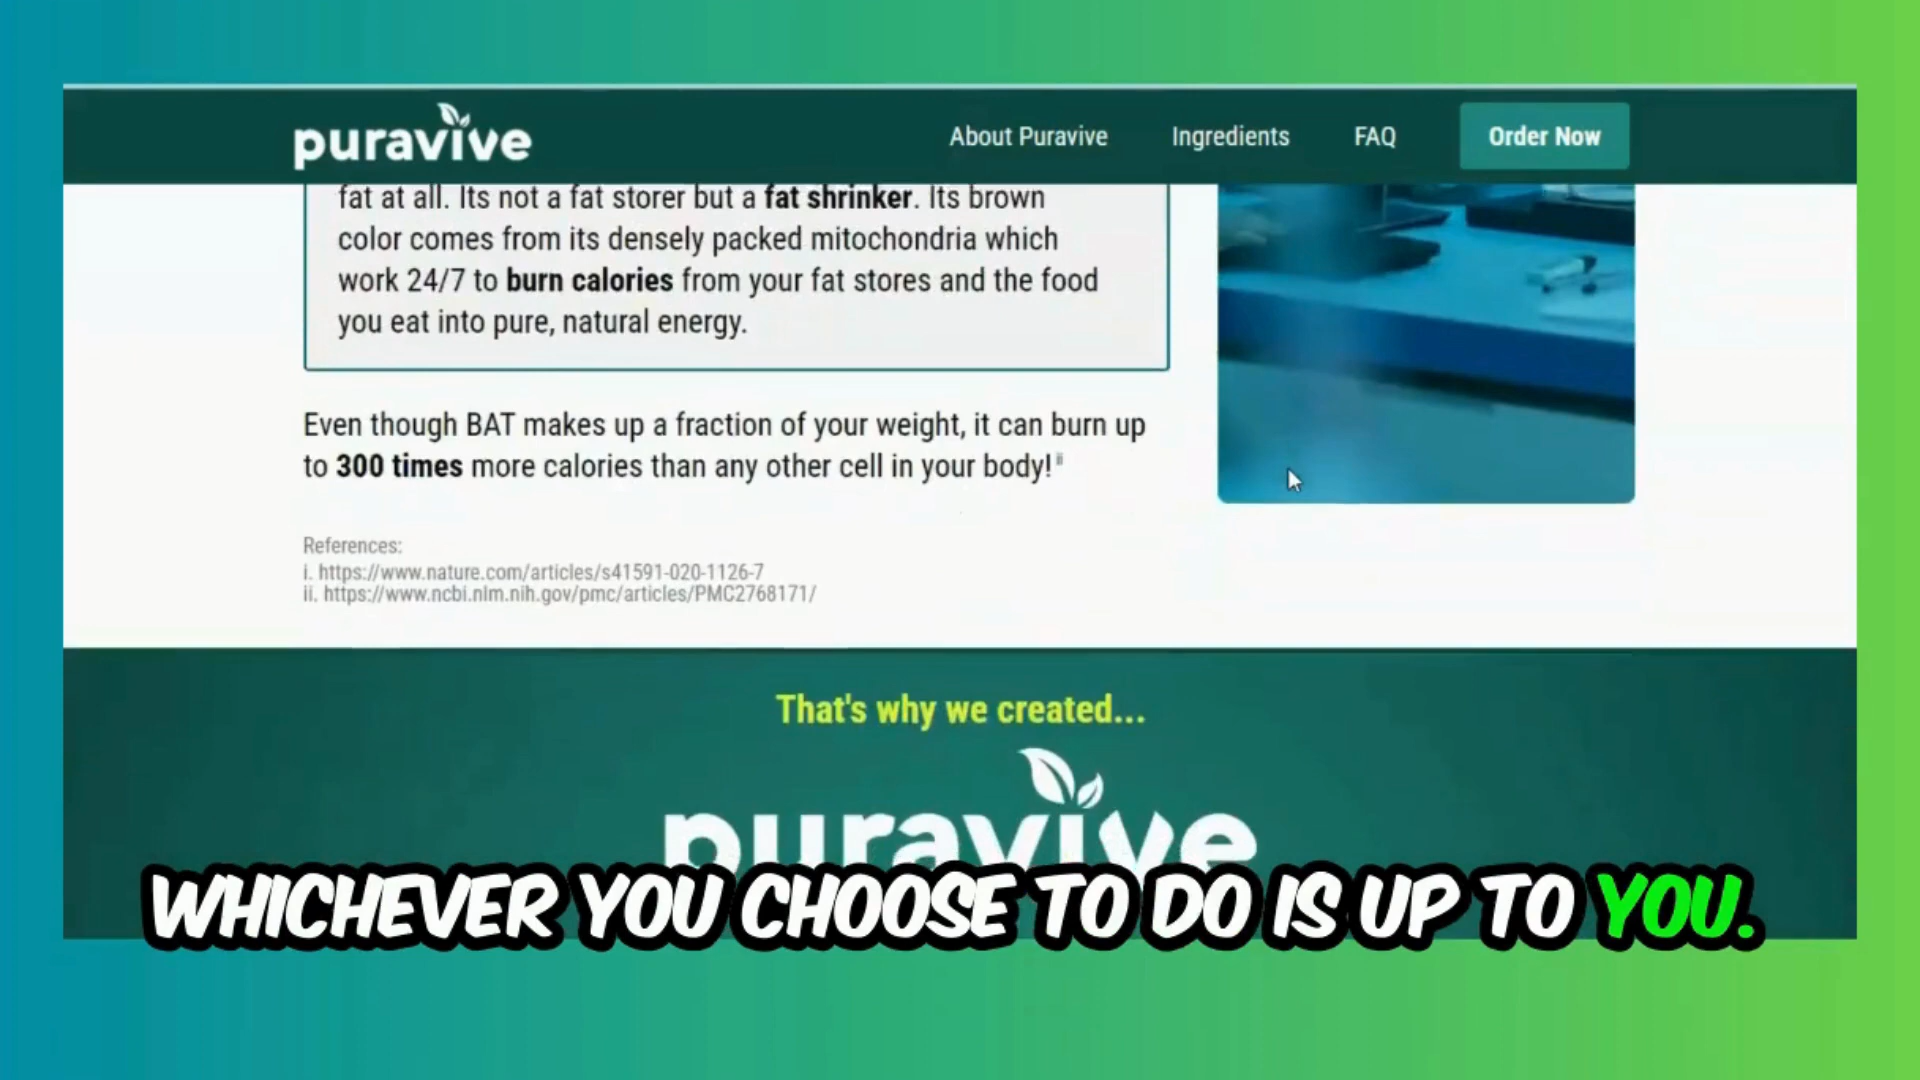 puravive
About Puravive
Ingredients
FAQ
Order Now
fat at all. Its not a fat storer but a fat shrinker. Its brown
color comes from its densely packed mitochondria which
work 24/7 to burn calories from your fat stores and the food
you eat into pure, natural energy.
Even though BAT makes up a fraction of your weight, it can burn up
to 300 times more calories than any other cell in your body! ii
References:
i. https://www.nature.com/articles/s41591-020-1126-7
ii. https://www.ncbi.nlm.nih.gov/pmc/articles/PMC2768171/
That's why we created...
puravive
WHICHEVER YOU CHOOSE TO DO IS UP TO YOU.